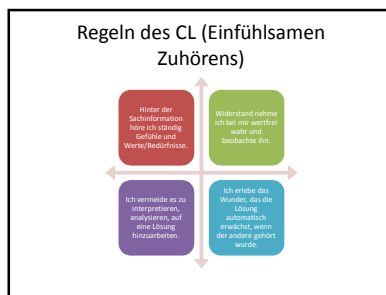 Regeln des CL (Einfühlsamen
Zuhörens)
Hinter der
Sachinformation
höre ich ständig
Gefühle und
Werte/Bedürfnisse.
Widerstand nehme
ich bei mir wertfrei
wahr und
beobachte ihn.
Ich vermeide es zu
interpretieren,
analysieren, auf
eine Lösung
hinzuarbeiten.
Ich erlebe das
Wunder, das die
Lösung
automatisch
erwächst, wenn
der andere gehört
wurde.